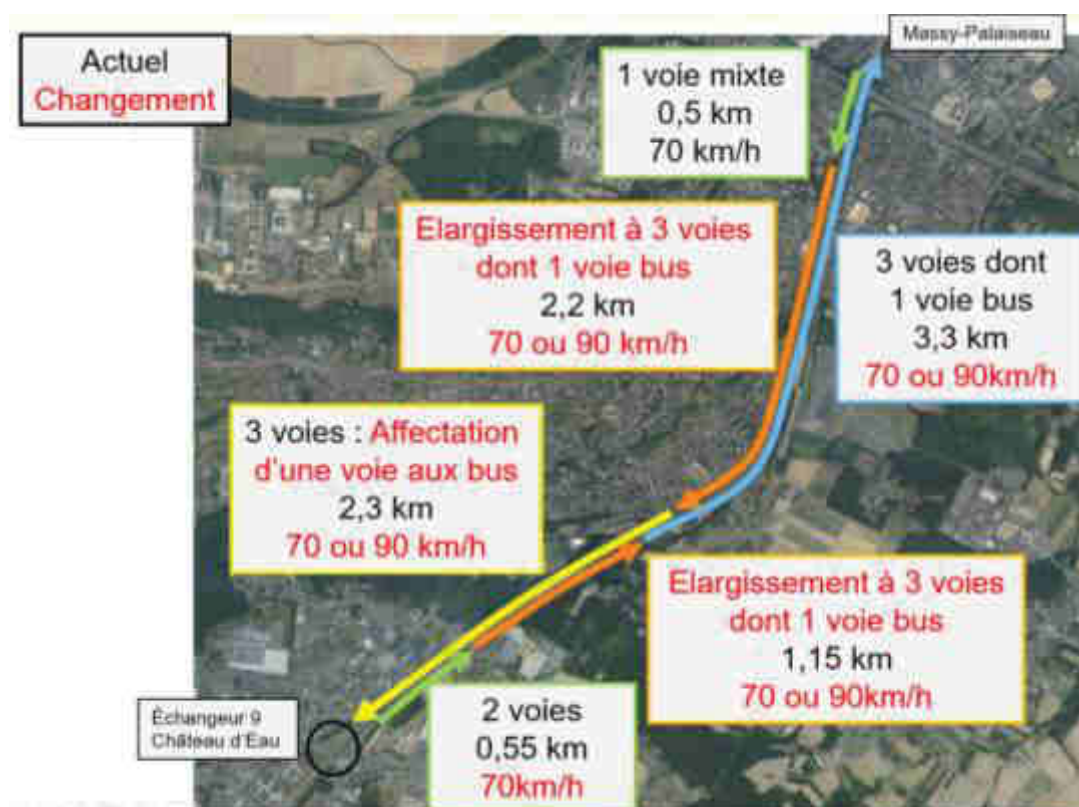 Actuel
Changement
Massy-Palaiseau
1 voie mixte
0,5 km
70 km/h
Elargissement à 3 voies
dont 1 voie bus
2,2 km
70 ou 90 km/h
3 voies dont
1 voie bus
3,3 km
70 ou 90km/h
3 voies : Affectation
d'une voie aux bus
2,3 km
70 ou 90 km/h
Elargissement à 3 voies
dont 1 voie bus
1,15 km
70 ou 90km/h
Échangeur 9
Château d'Eau
2 voies
0,55 km
70km/h